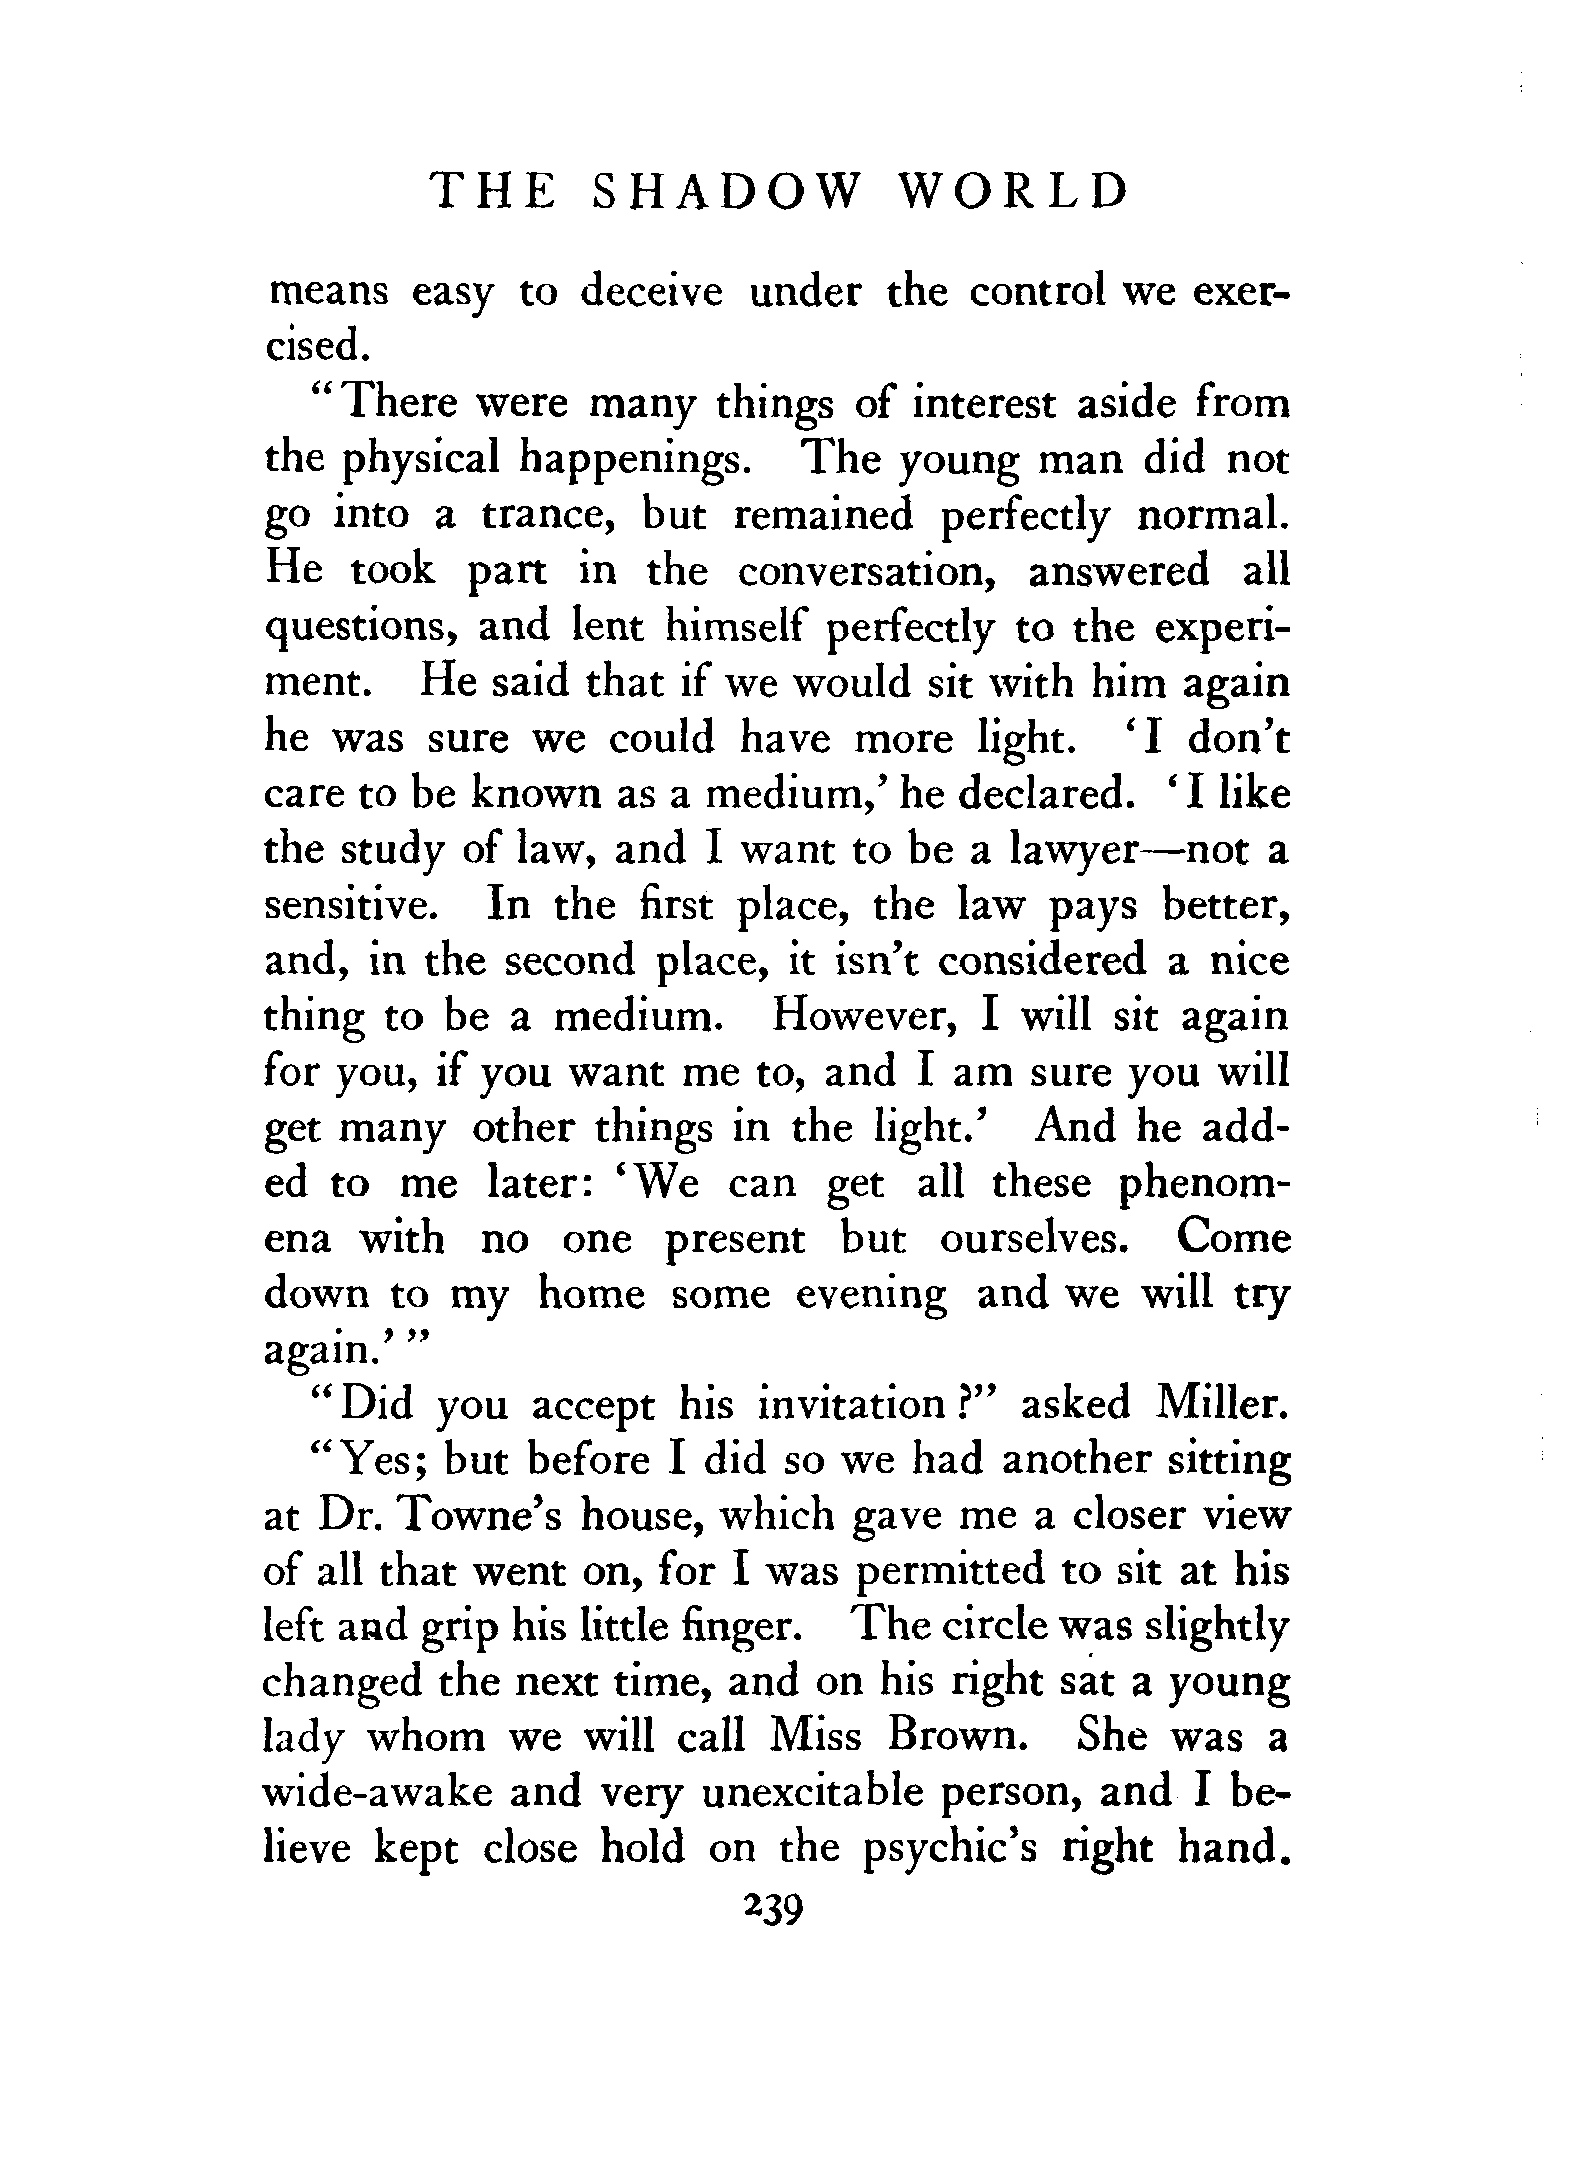 THE SHADOW WORLD
means easy to deceive under the control we exer-
cised.
“There were many things of interest aside from
the physical happenings. The young man did not
go into a trance, but remained perfectly normal.
He took part in the conversation, answered all
questions, and lent himself perfectly to the experi-
ment. He said that if we would sit with him again
he was sure we could have more light. ‘I don’t
care to be known as a medium,’ he declared. ‘I like
the study of law, and I want to be a lawyer—not a
sensitive. In the first place, the law pays better,
and, in the second place, it isn’t considered a nice
thing to be a medium. However, I will sit again
for you, if you want me to, and I am sure you will
get many other things in the light.’ And he add-
ed to me later: ‘We can get all these phenom-
ena with no one present but ourselves. Come
down to my home some evening and we will try
again.’”
“Did you accept his invitation?” asked Miller.
“Yes; but before I did so we had another sitting
at Dr. Towne’s house, which gave me a closer view
of all that went on, for I was permitted to sit at his
left and grip his little finger. The circle was slightly
changed the next time, and on his right sat a young
lady whom we will call Miss Brown. She was a
wide-awake and very unexcitable person, and I be-
lieve kept close hold on the psychic’s right hand.
239